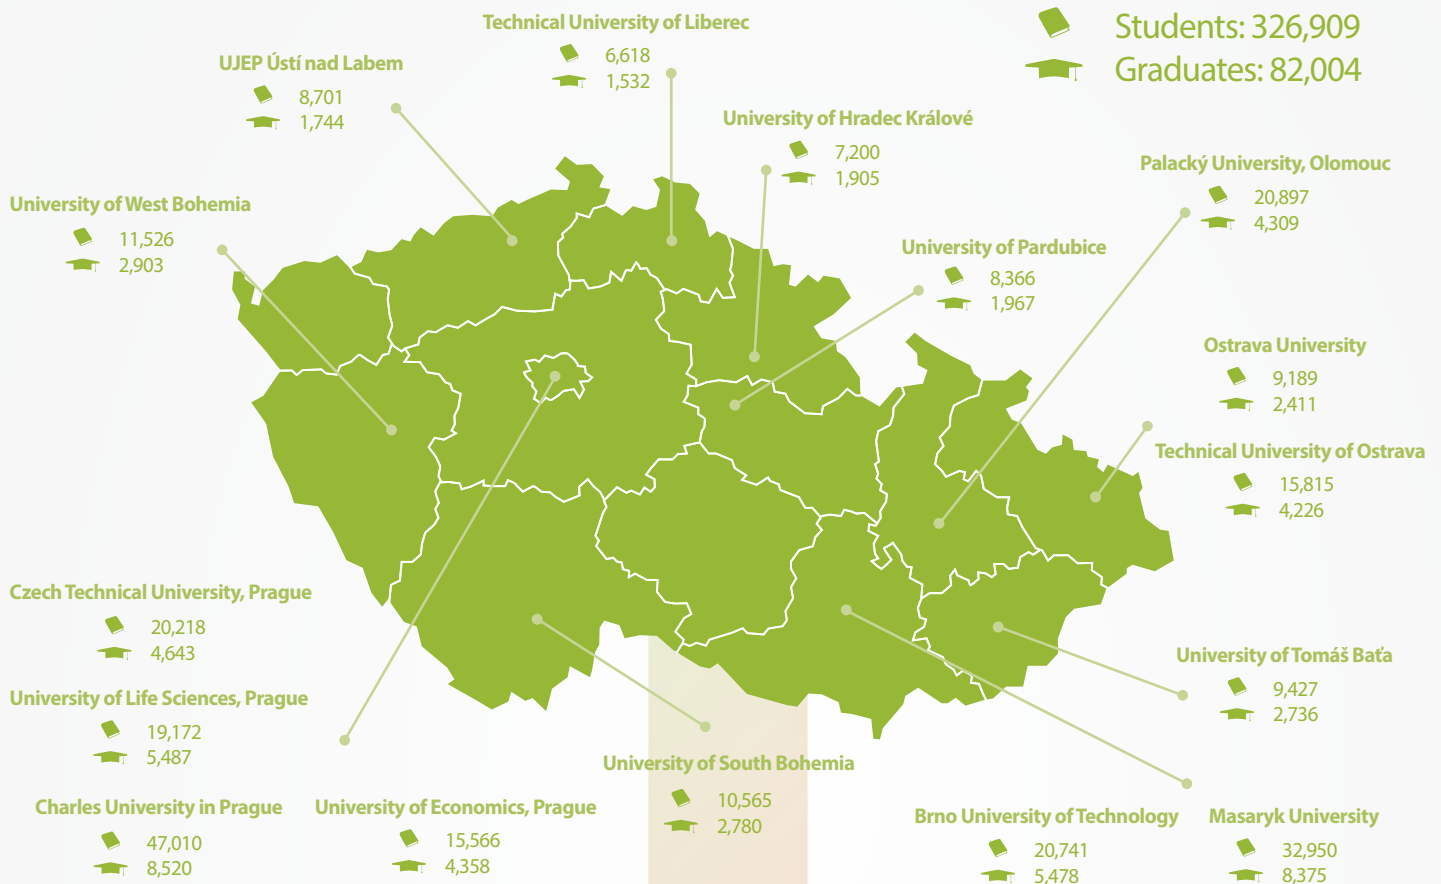 Technical University of Liberec
6,618
1,532
Students: 326,909
Graduates: 82,004
UJEP Ústí nad Labem
8,701
1,744
University of Hradec Králové
7,200
1,905
Palacký University, Olomouc
20,897
4,309
University of West Bohemia
11,526
2,903
University of Pardubice
8,366
1,967
Ostrava University
9,189
2,411
Technical University of Ostrava
15,815
4,226
Czech Technical University, Prague
20,218
4,643
University of Life Sciences, Prague
19,172
5,487
University of Tomáš Baťa
9,427
2,736
University of South Bohemia
10,565
2,780
Charles University in Prague
47,010
8,520
University of Economics, Prague
15,566
4,358
Brno University of Technology
20,741
5,478
Masaryk University
32,950
8,375